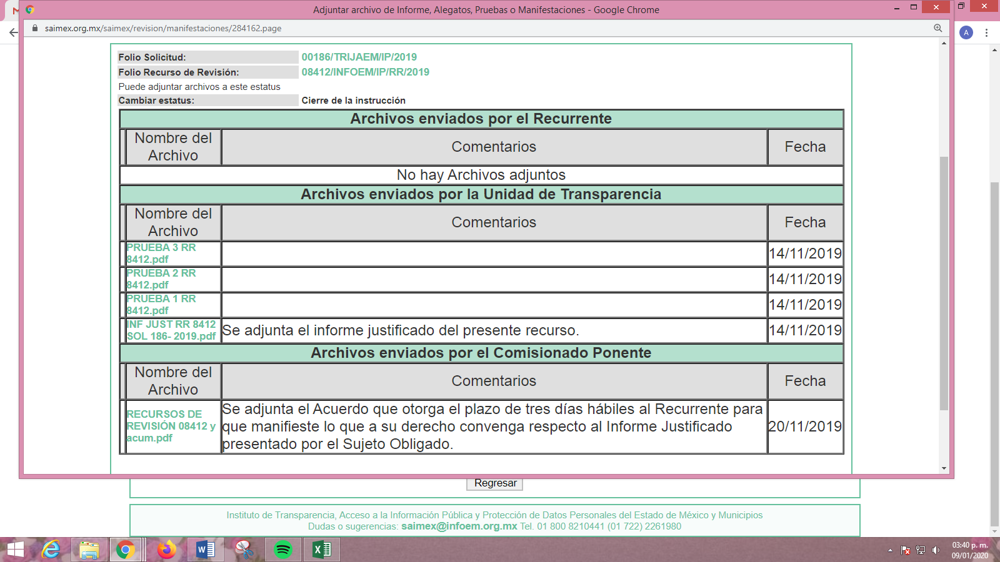 Adjuntar archivo de Informe, Alegatos, Pruebas o Manifestaciones - Google Chrome
saimex.org.mx/saimex/revision/manifestaciones/284162.page
A
Folio Solicitud: 00186/TRIJAEM/IP/2019
Folio Recurso de Revisión: 08412/INFOEM/IP/RR/2019
Puede adjuntar archivos a este estatus
Cambiar estatus: Cierre de la instrucción
Archivos enviados por el Recurrente
Nombre del Archivo Comentarios Fecha
No hay Archivos adjuntos
Archivos enviados por la Unidad de Transparencia
Nombre del Archivo Comentarios Fecha
PRUEBA 3 RR 8412.pdf 14/11/2019
PRUEBA 2 RR 8412.pdf 14/11/2019
PRUEBA 1 RR 8412.pdf 14/11/2019
INF JUST RR 8412 SOL 186- 2019.pdf Se adjunta el informe justificado del presente recurso. 14/11/2019
Archivos enviados por el Comisionado Ponente
Nombre del Archivo Comentarios Fecha
RECURSOS DE REVISIÓN 08412 y acum.pdf Se adjunta el Acuerdo que otorga el plazo de tres días hábiles al Recurrente para que manifieste lo que a su derecho convenga respecto al Informe Justificado presentado por el Sujeto Obligado. 20/11/2019
Regresar
Instituto de Transparencia, Acceso a la Información Pública y Protección de Datos Personales del Estado de México y Municipios
Dudas o sugerencias: saimex@infoem.org.mx Tel. 01 800 8210441 (01 722) 2261980
03:40 p. m.
09/01/2020